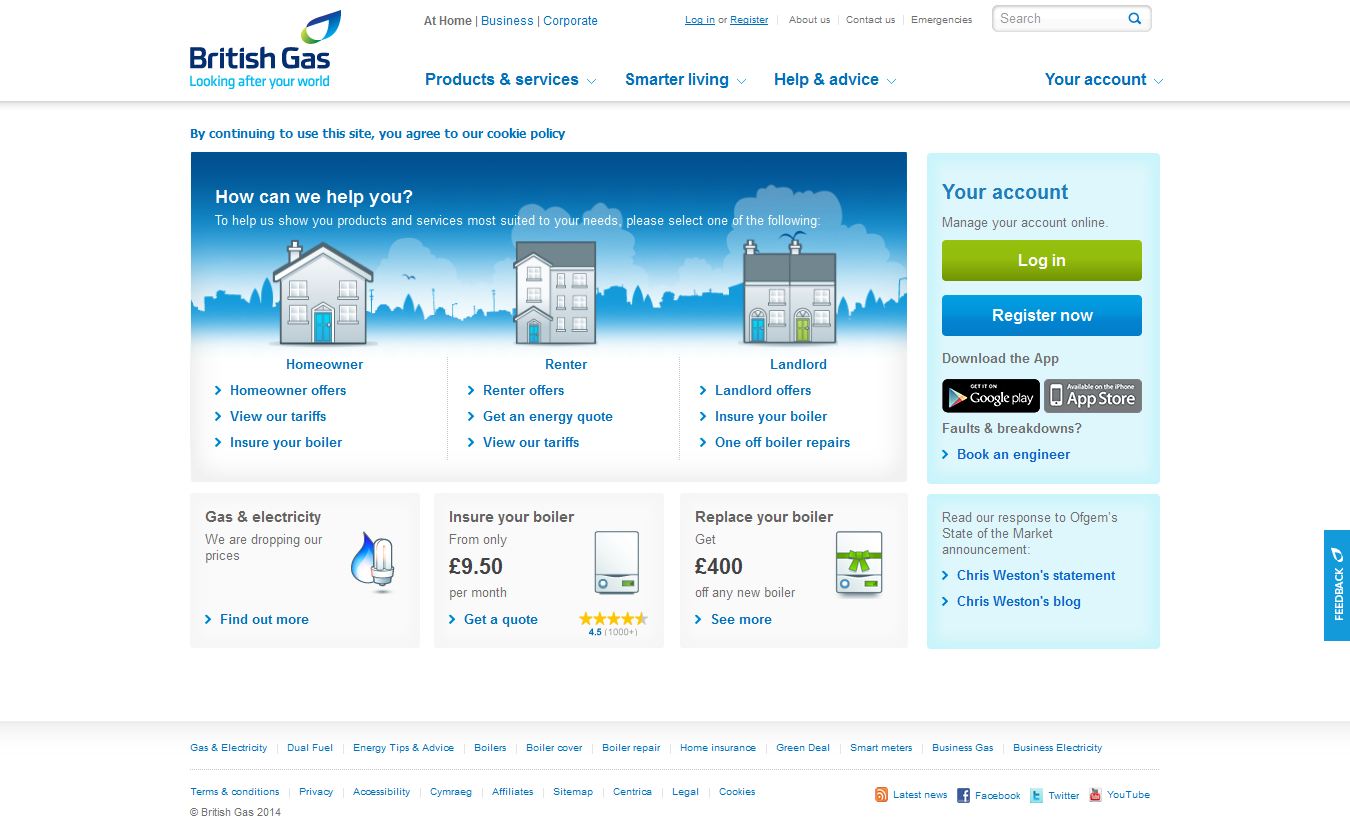 At Home | Business | Corporate
Log in or Register
About us
Contact us
Emergencies
Search
British Gas
Looking after your world
Products & services
Smarter living
Help & advice
Your account
By continuing to use this site, you agree to our cookie policy
How can we help you?
To help us show you products and services most suited to your needs, please select one of the following:
Homeowner
Homeowner offers
View our tariffs
Insure your boiler
Renter
Renter offers
Get an energy quote
View our tariffs
Landlord
Landlord offers
Insure your boiler
One off boiler repairs
Your account
Manage your account online.
Log in
Register now
Download the App
GET IT ON
Google play
Available on the iPhone
App Store
Faults & breakdowns?
Book an engineer
Gas & electricity
We are dropping our
prices
Find out more
Insure your boiler
From only
£9.50
per month
Get a quote
4.5 (1000+)
Replace your boiler
Get
£400
off any new boiler
See more
Read our response to Ofgem's
State of the Market
announcement:
Chris Weston's statement
Chris Weston's blog
FEEDBACK
Gas & Electricity
Dual Fuel
Energy Tips & Advice
Boilers
Boiler cover
Boiler repair
Home insurance
Green Deal
Smart meters
Business Gas
Business Electricity
Terms & conditions
Privacy
Accessibility
Cymraeg
Affiliates
Sitemap
Centrica
Legal
Cookies
Latest news
Facebook
Twitter
YouTube
© British Gas 2014